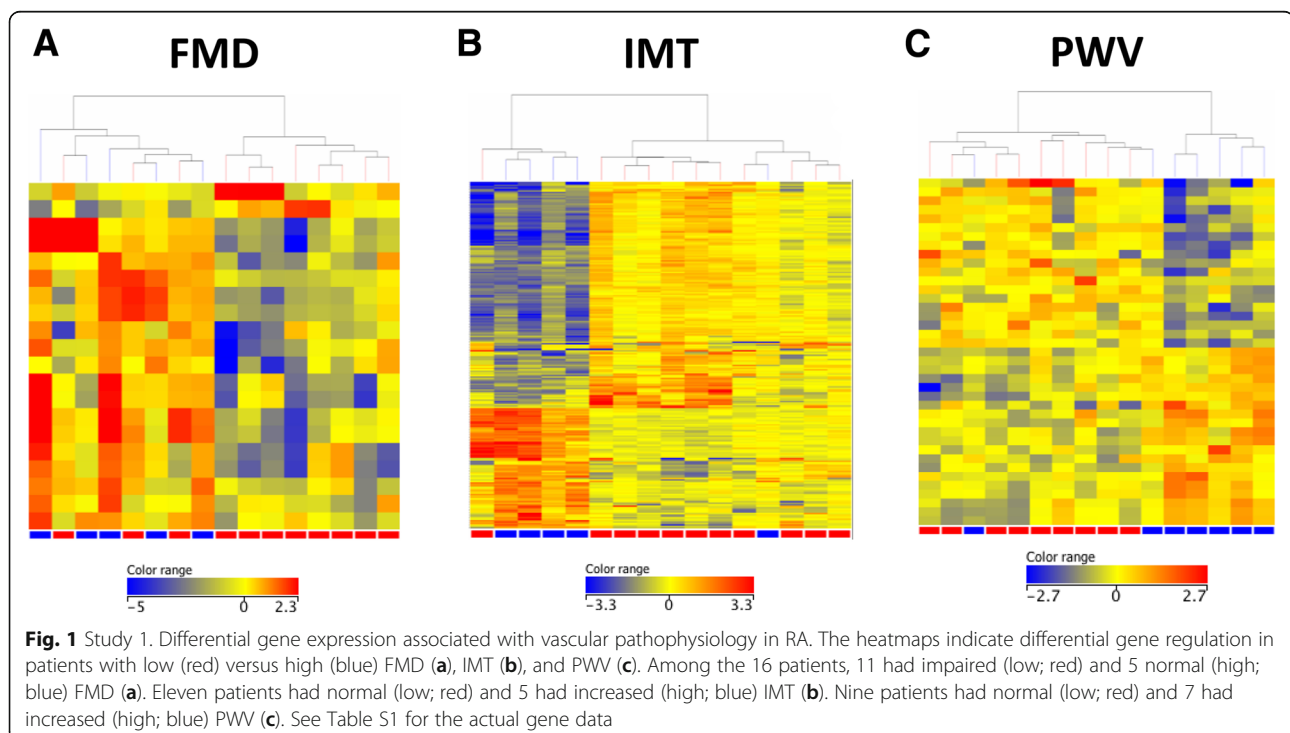 A
FMD
B
IMT
C
PWV
Color range
-5 0 2.3
Color range
-3.3 0 3.3
Color range
-2.7 0 2.7
Fig. 1 Study 1. Differential gene expression associated with vascular pathophysiology in RA. The heatmaps indicate differential gene regulation in
patients with low (red) versus high (blue) FMD (a), IMT (b), and PWV (c). Among the 16 patients, 11 had impaired (low; red) and 5 normal (high;
blue) FMD (a). Eleven patients had normal (low; red) and 5 had increased (high; blue) IMT (b). Nine patients had normal (low; red) and 7 had
increased (high; blue) PWV (c). See Table S1 for the actual gene data